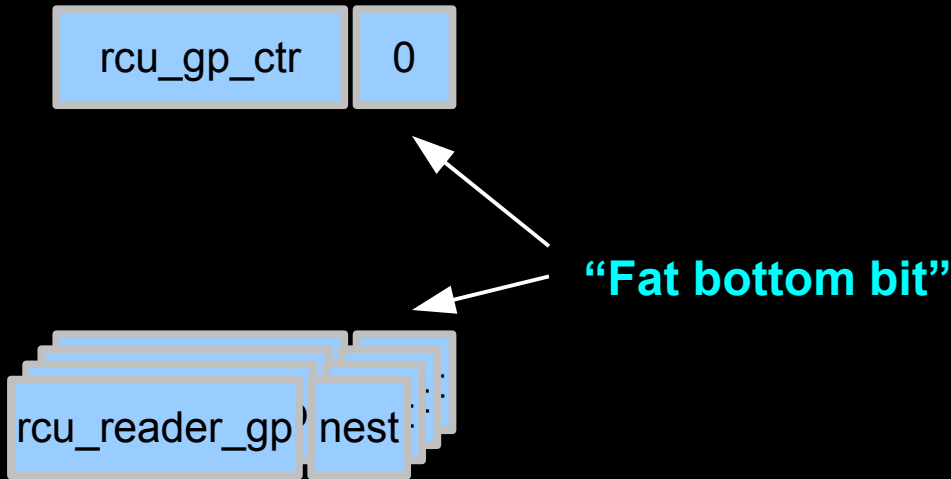 rcu_gp_ctr 0
“Fat bottom bit”
rcu_reader_gp nest